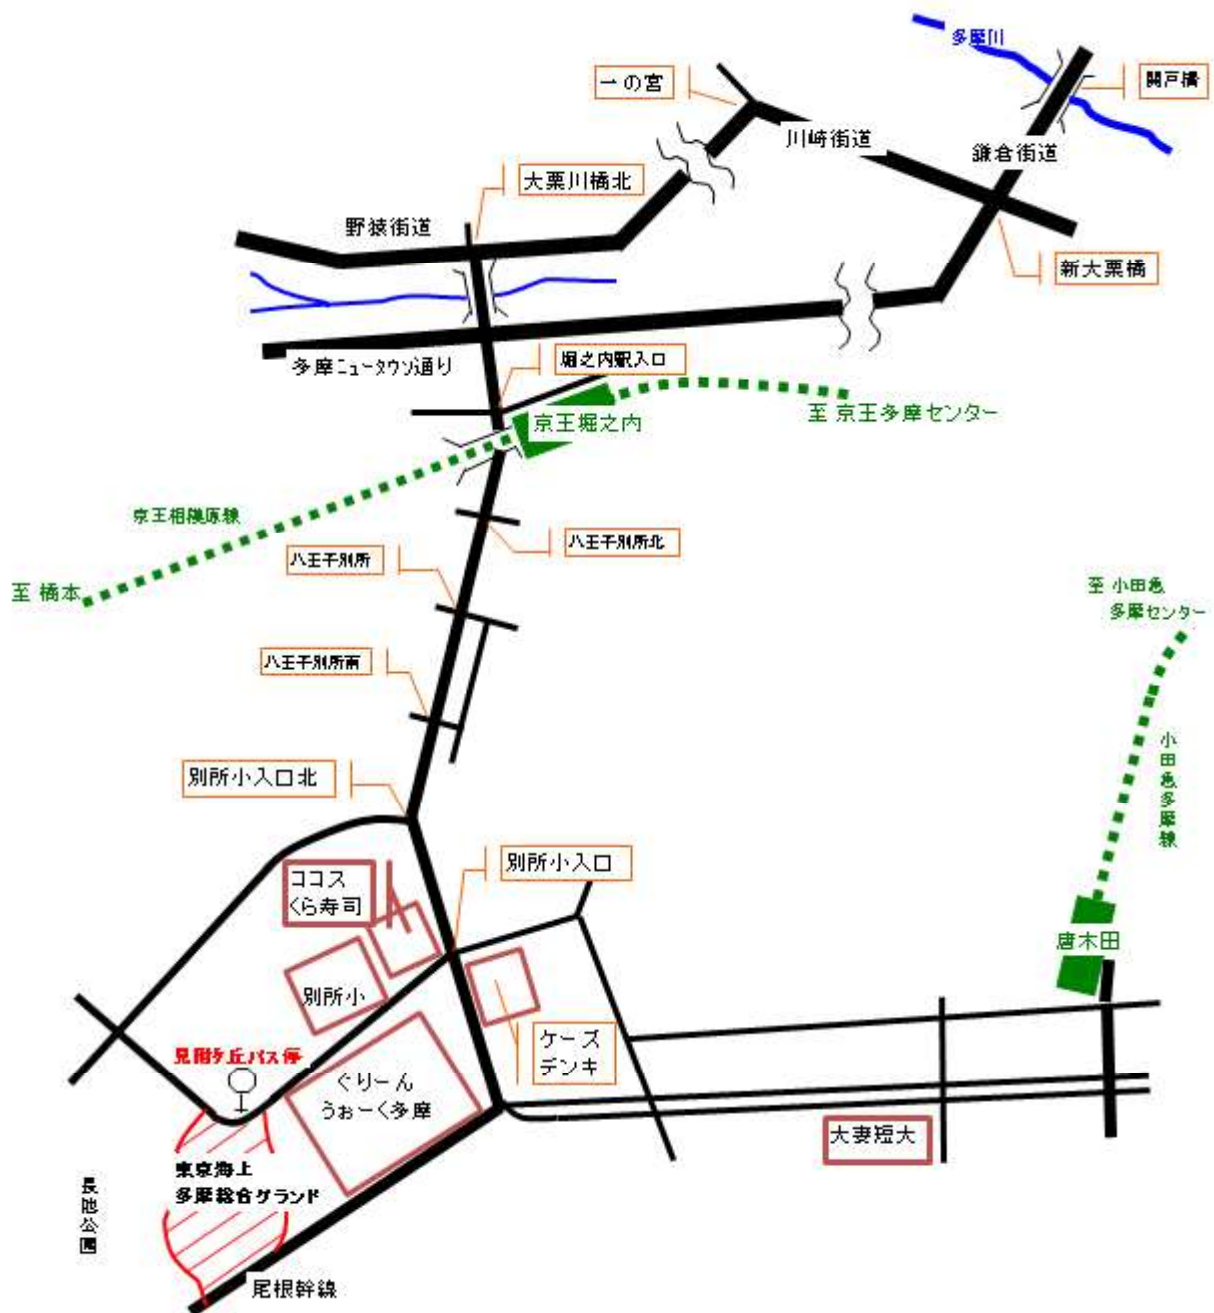 多摩川
関戸橋
一の宮
川崎街道
鎌倉街道
大栗川橋北
野猿街道
新大栗橋
多摩ニュータウン通り
堀之内駅入口
京王堀之内
至 京王多摩センター
京王相模原線
八王子別所北
八王子別所
至 橋本
至 小田急
多摩センター
八王子別所南
小田急多摩線
別所小入口北
別所小入口
ココス
くら寿司
唐木田
別所小
ケーズ
デンキ
見附ヶ丘バス停
ぐりーん
うぉーく多摩
大妻短大
東京海上
多摩総合グランド
長池公園
尾根幹線